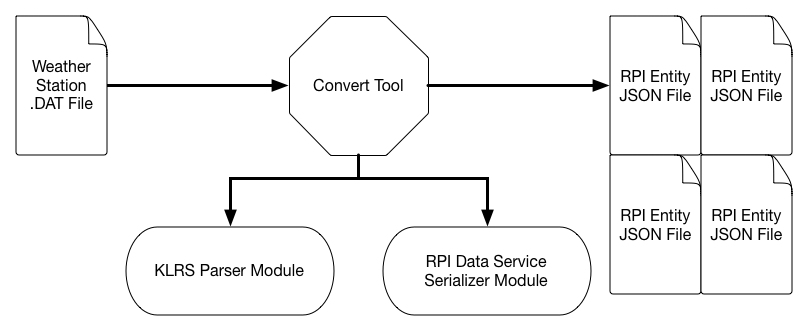 Weather
Station
.DAT File
Convert Tool
RPI Entity
JSON File
RPI Entity
JSON File
RPI Entity
JSON File
RPI Entity
JSON File
KLRS Parser Module
RPI Data Service
Serializer Module